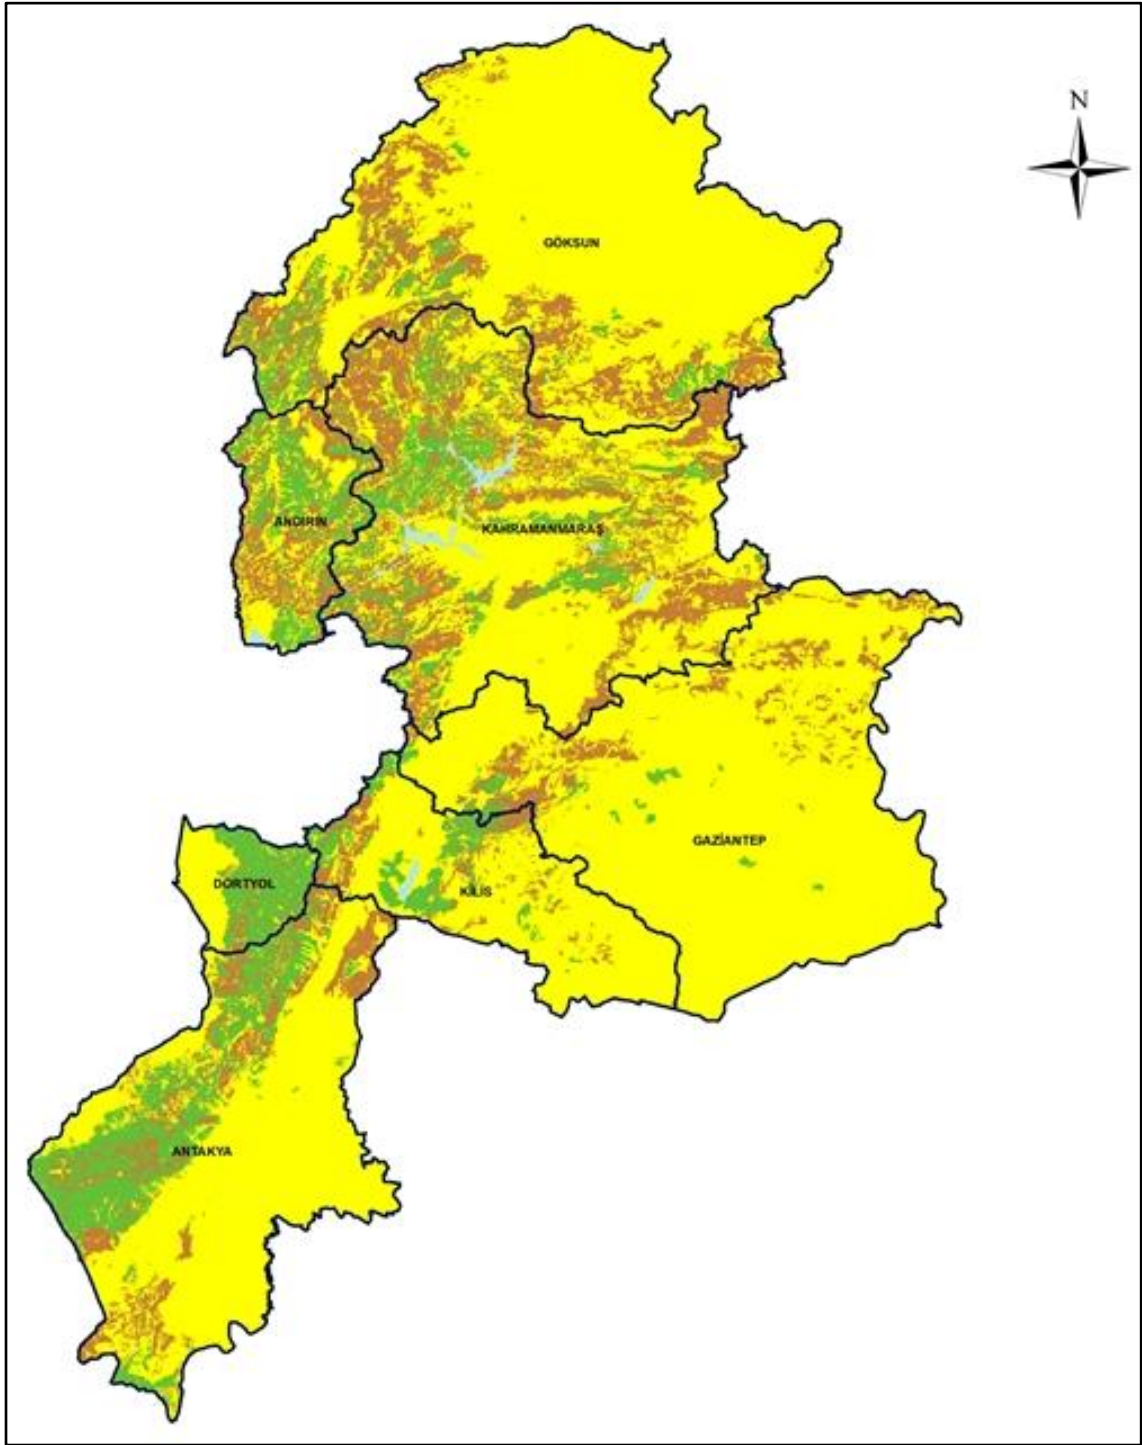 N
GÖKSUN
ANDIRIN
KAHRAMANMARAŞ
GAZİANTEP
DÖRTYOL
KİLİS
ANTAKYA